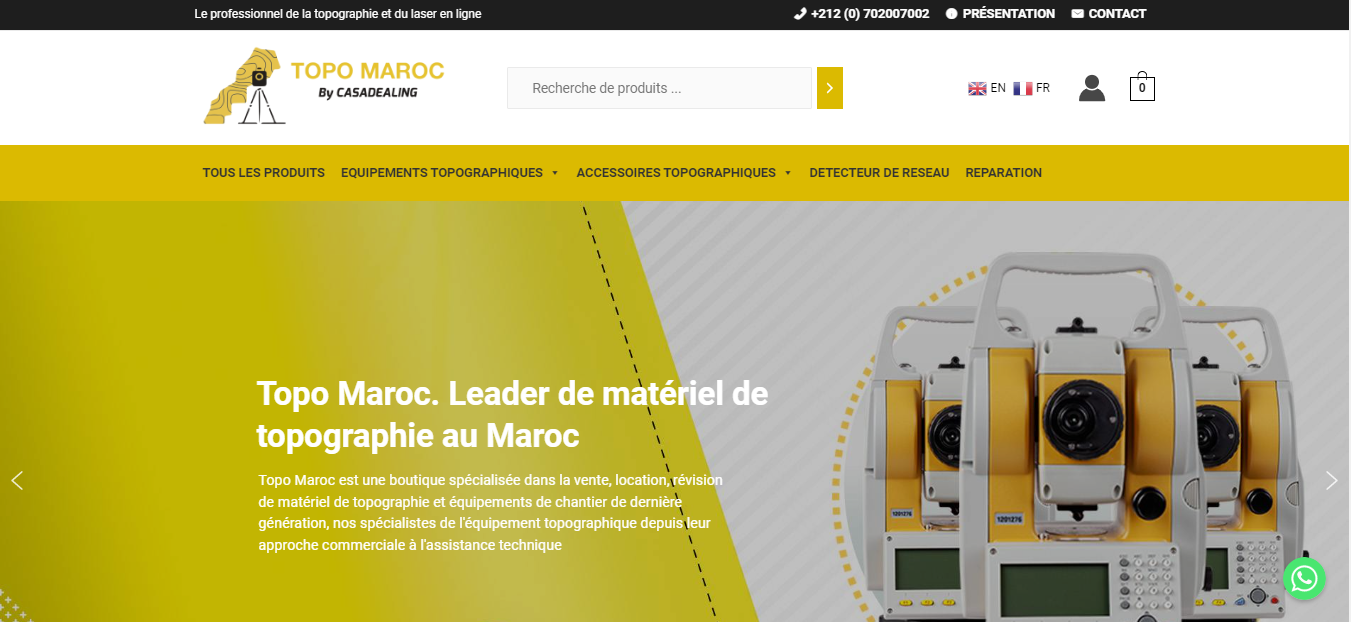 Le professionnel de la topographie et du laser en ligne
+212 (0) 702007002 PRÉSENTATION CONTACT
TOPO MAROC
By CASADEALING
Recherche de produits ...
EN FR
0
TOUS LES PRODUITS EQUIPEMENTS TOPOGRAPHIQUES ACCESSOIRES TOPOGRAPHIQUES DETECTEUR DE RESEAU REPARATION
Topo Maroc. Leader de matériel de
topographie au Maroc
Topo Maroc est une boutique spécialisée dans la vente, location, révision
de matériel de topographie et équipements de chantier de dernière
génération, nos spécialistes de l'équipement topographique depuis leur
approche commerciale à l'assistance technique
1201276
1201276